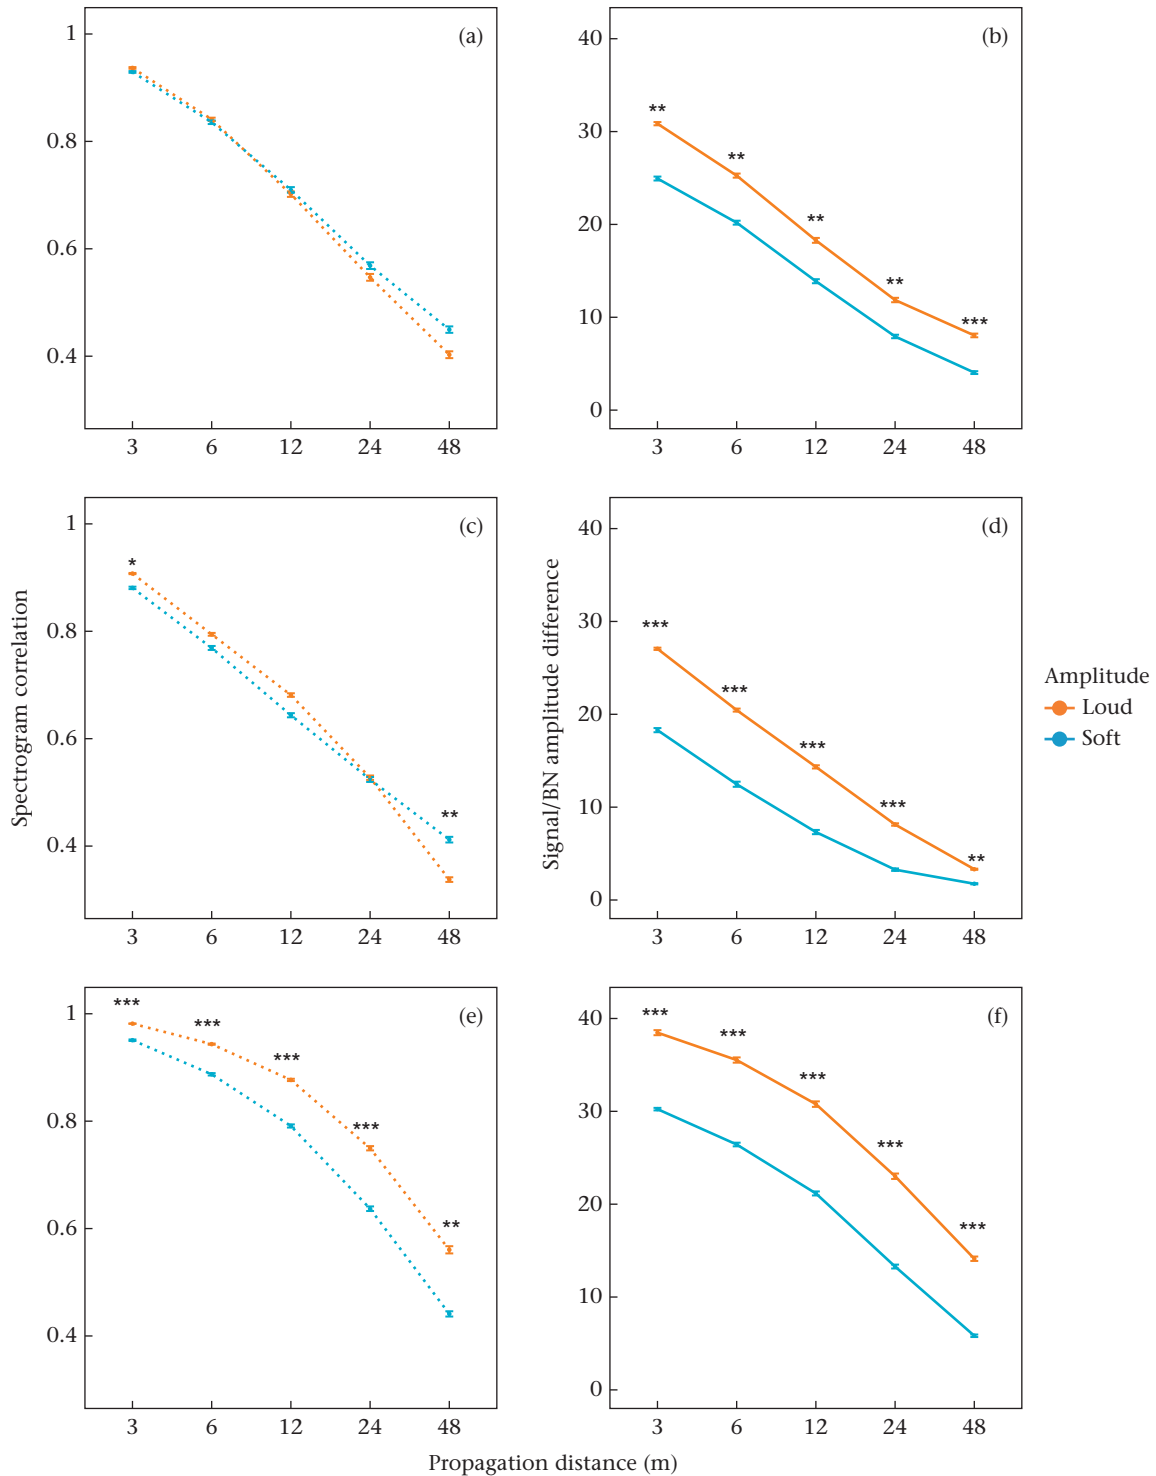 (a)
1
0.8
0.6
0.4
3 6 12 24 48
(b)
40
30
20
10
0
** ** ** ** ***
3 6 12 24 48
(c)
1
0.8
0.6
0.4
* **
3 6 12 24 48
Spectrogram correlation
(d)
40
30
20
10
0
*** *** *** *** **
3 6 12 24 48
Signal/BN amplitude difference
Amplitude
Loud
Soft
(e)
1
0.8
0.6
0.4
*** *** *** *** **
3 6 12 24 48
(f)
40
30
20
10
0
*** *** *** *** ***
3 6 12 24 48
Propagation distance (m)